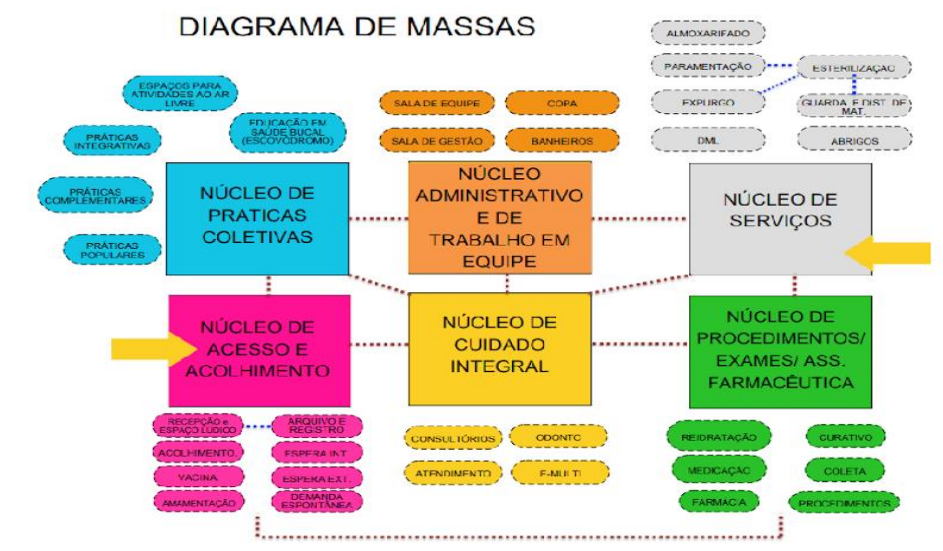 DIAGRAMA DE MASSAS
ALMOXARIFADO
PARAMENTAÇÃO
ESTERILIZAÇAO
EXPURGO
GUARDA E DIST. DE
MAT.
DML
ABRIGOS
ESPAÇOS PARA
ATIVIDADES AO AR
LIVRE
EDUCAÇÃO EM
SAÚDE BUCAL
(ESCOVÓDROMO)
PRÁTICAS
INTEGRATIVAS
PRÁTICAS
COMPLEMENTARES
PRÁTICAS
POPULARES
SALA DE EQUIPE
COPA
SALA DE GESTÃO
BANHEIROS
NÚCLEO DE
PRATICAS
COLETIVAS
NÚCLEO
ADMINISTRATIVO
E DE
TRABALHO EM
EQUIPE
NÚCLEO DE
SERVIÇOS
NÚCLEO DE
ACESSO E
ACOLHIMENTO
NÚCLEO DE
CUIDADO
INTEGRAL
NÚCLEO DE
PROCEDIMENTOS/
EXAMES/ ASS.
FARMACÊUTICA
RECEPÇÃO e
ESPAÇO LÚDICO
ARQUIVO E
REGISTRO
ACOLHIMENTO.
ESPERA INT.
VACINA
ESPERA EXT.
AMAMENTAÇÃO
DEMANDA
ESPONTÂNEA
CONSULTÓRIOS
ODONTO
ATENDIMENTO
E-MULTI
REIDRATAÇÃO
CURATIVO
MEDICAÇÃO
COLETA
FARMÁCIA
PROCEDIMENTOS